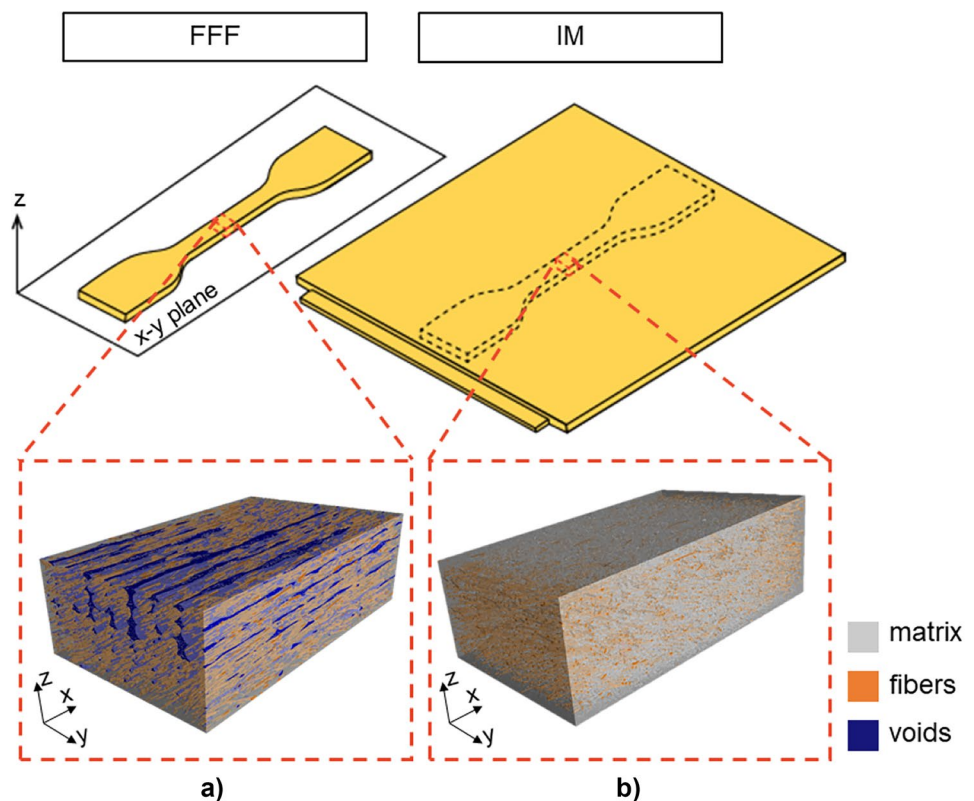 FFF
IM
z
x-y plane
z
x
y
z
x
y
matrix
fibers
voids
a)
b)